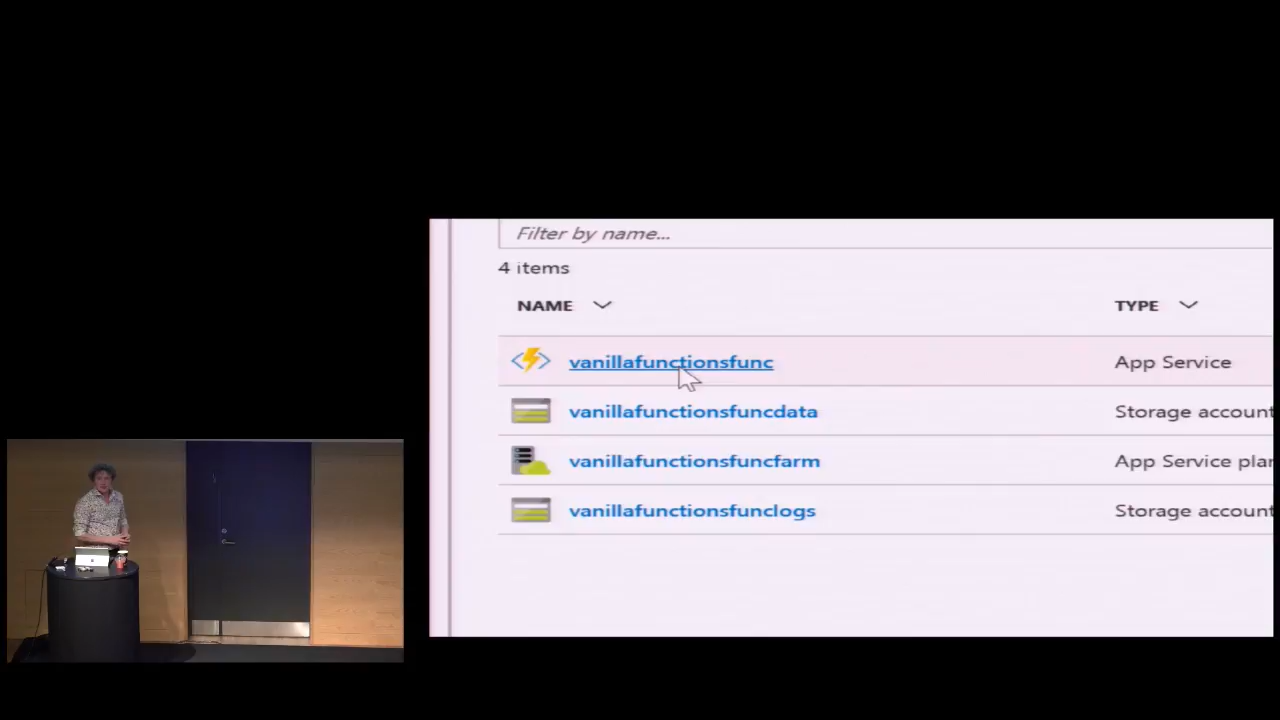 Filter by name...
4 items
NAME TYPE
vanillafunctionsfunc App Service
vanillafunctionsfuncdata Storage account
vanillafunctionsfuncfarm App Service plan
vanillafunctionsfunclogs Storage account